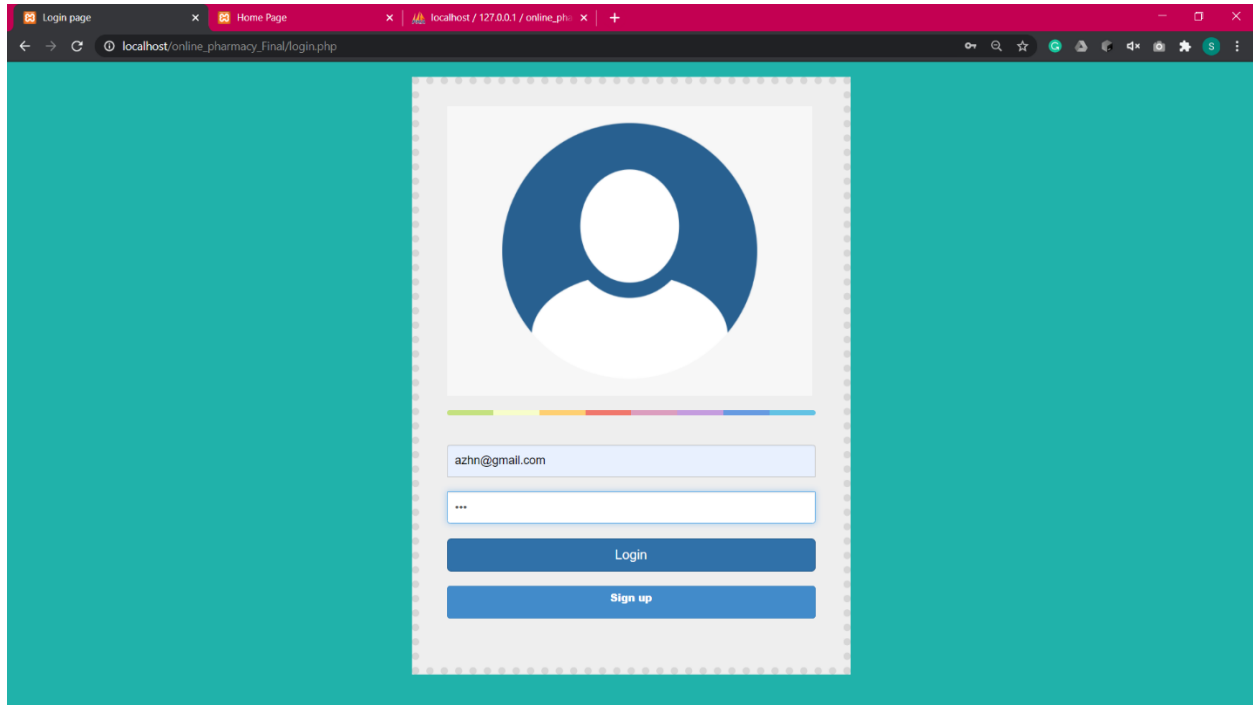 Login page
Home Page
localhost / 127.0.0.1 / online_pha
localhost/online_pharmacy_Final/login.php
G
S
azhn@gmail.com
•••
Login
Sign up